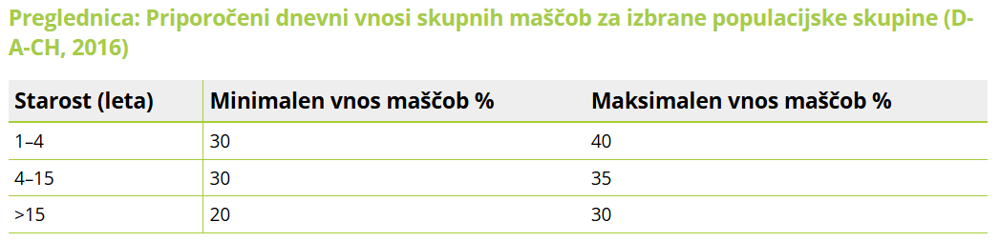 Preglednica: Priporočeni dnevni vnosi skupnih maščob za izbrane populacijske skupine (D-
A-CH, 2016)
Starost (leta) Minimalen vnos maščob % Maksimalen vnos maščob %
1–4 30 40
4–15 30 35
>15 20 30